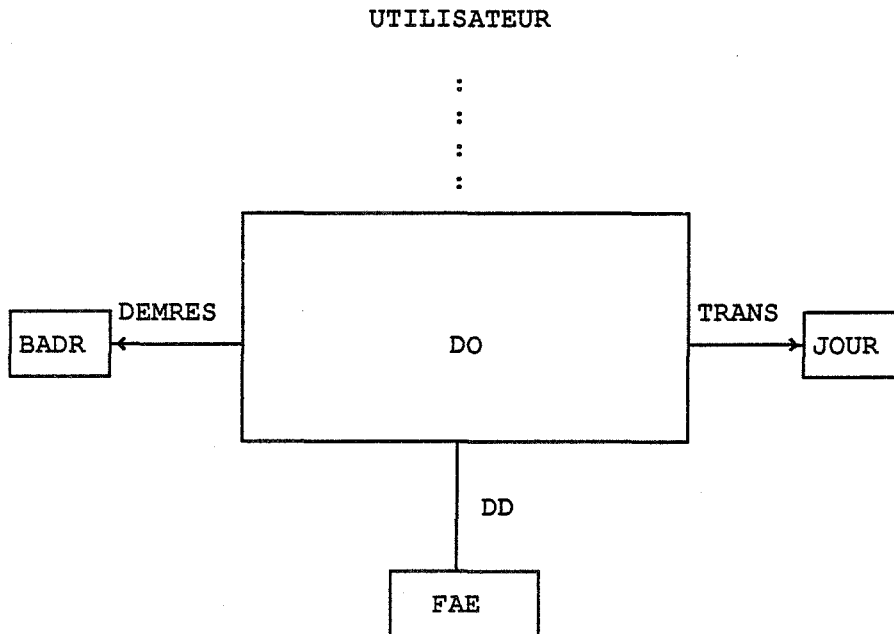 UTILISATEUR
DEMRES
TRANS
BADR
DO
JOUR
DD
FAE